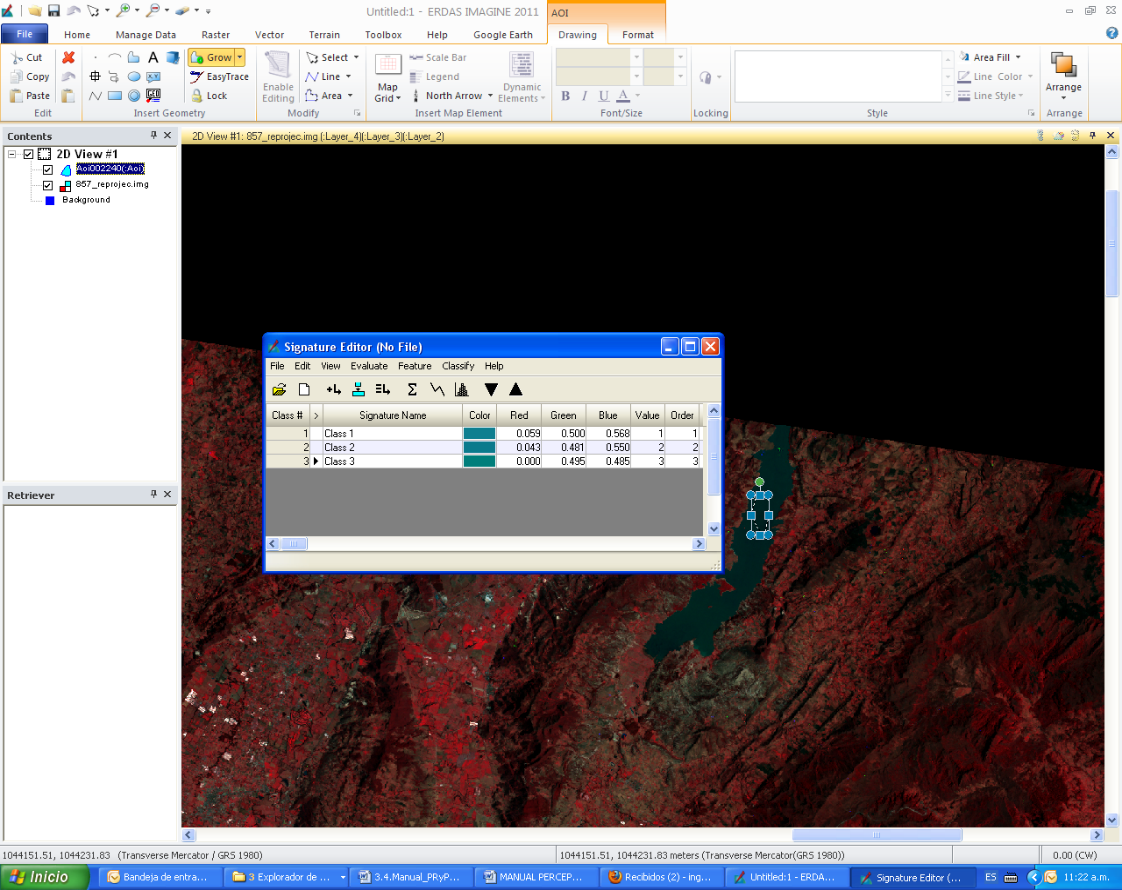 Untitled:1 - ERDAS IMAGINE 2011
AOI
File Home Manage Data Raster Vector Terrain Toolbox Help Google Earth Drawing Format
Cut
Copy
Paste
Edit
A
Grow
EasyTrace
Lock
Insert Geometry
Enable Editing
Select
Line
Area
Modify
Map Grid
Scale Bar
Legend
North Arrow
Dynamic Elements
Insert Map Element
B I U A
Font/Size
Locking
Style
Area Fill
Line Color
Line Style
Arrange
Arrange
Contents
2D View #1
Aoi002240(:Aoi)
857_reprojec.img
Background
Retriever
2D View #1: 857_reprojec.img (:Layer_4)(:Layer_3)(:Layer_2)
Signature Editor (No File)
File Edit View Evaluate Feature Classify Help
Class # > Signature Name Color Red Green Blue Value Order
1 Class 1 0.059 0.500 0.568 1 1
2 Class 2 0.043 0.481 0.550 2 2
3 Class 3 0.000 0.495 0.485 3 3
1044151.51, 1044231.83 (Transverse Mercator / GRS 1980)
1044151.51, 1044231.83 meters (Transverse Mercator(GRS 1980))
0.00 (CW)
Inicio
Bandeja de entra...
3 Explorador de ...
3.4.Manual_PRyP...
MANUAL PERCEP...
Recibidos (2) - ing...
Untitled:1 - ERDA...
Signature Editor (...
ES
11:22 a.m.